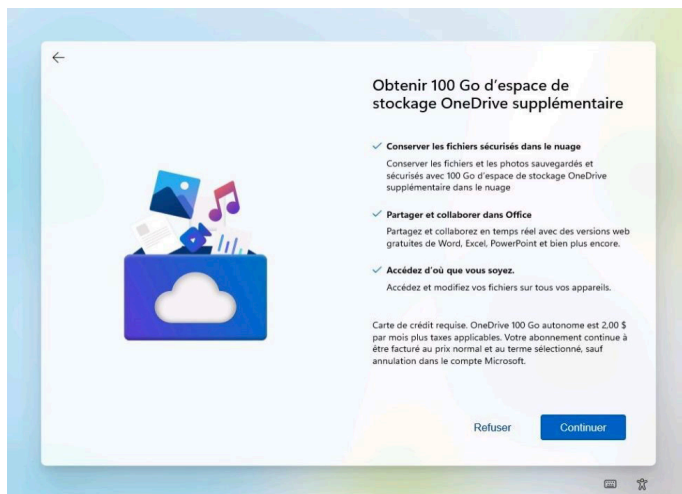 Obtenir 100 Go d'espace de
stockage OneDrive supplémentaire
Conserver les fichiers sécurisés dans le nuage
Conserver les fichiers et les photos sauvegardés et
sécurisés avec 100 Go d'espace de stockage OneDrive
supplémentaire dans le nuage
Partager et collaborer dans Office
Partagez et collaborez en temps réel avec des versions web
gratuites de Word, Excel, PowerPoint et bien plus encore.
Accédez d'où que vous soyez.
Accédez et modifiez vos fichiers sur tous vos appareils.
Carte de crédit requise. OneDrive 100 Go autonome est 2,00 $
par mois plus taxes applicables. Votre abonnement continue à
être facturé au prix normal et au terme sélectionné, sauf
annulation dans le compte Microsoft.
Refuser
Continuer